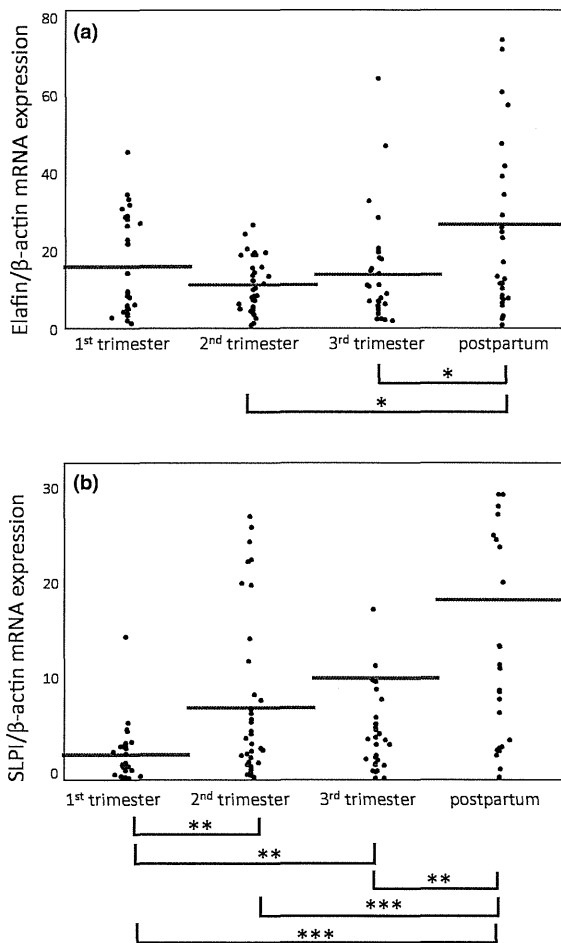 (a)
Elafin/β-actin mRNA expression
80
60
40
20
0
1st trimester 2nd trimester 3rd trimester postpartum
*
*
(b)
SLPI/β-actin mRNA expression
30
20
10
0
1st trimester 2nd trimester 3rd trimester postpartum
**
**
**
***
***